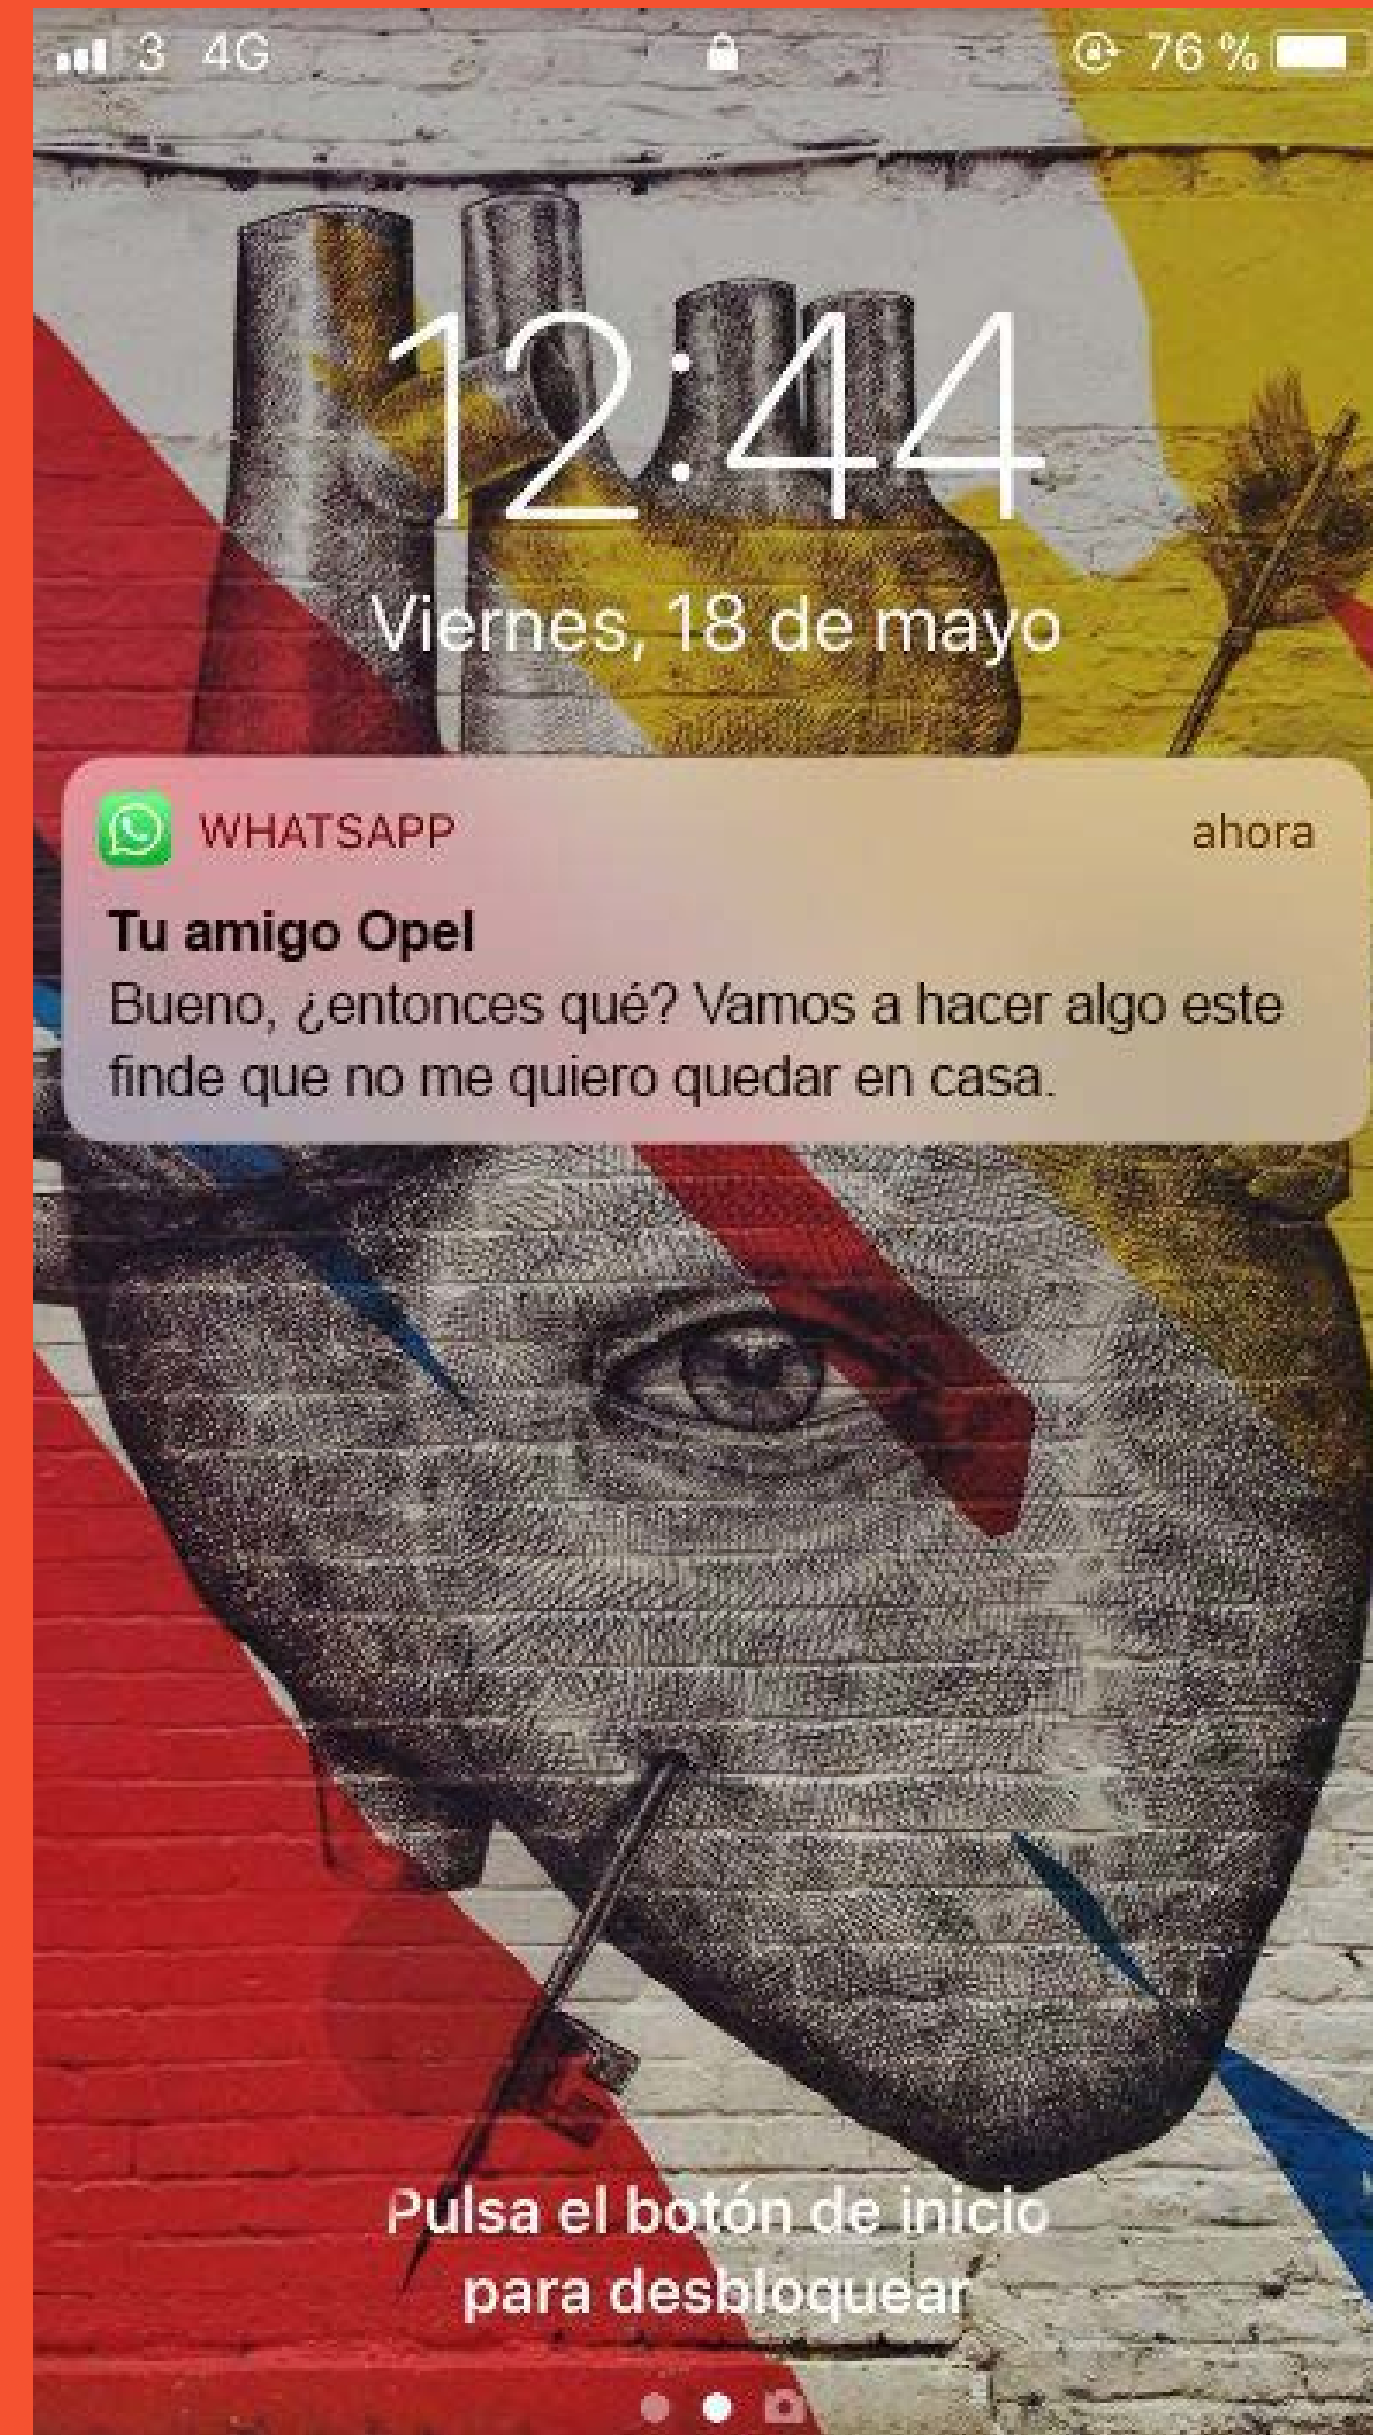 3 4G 76 %
12:44
Viernes, 18 de mayo
WHATSAPP ahora
Tu amigo Opel
Bueno, ¿entonces qué? Vamos a hacer algo este
finde que no me quiero quedar en casa.
Pulsa el botón de inicio
para desbloquear